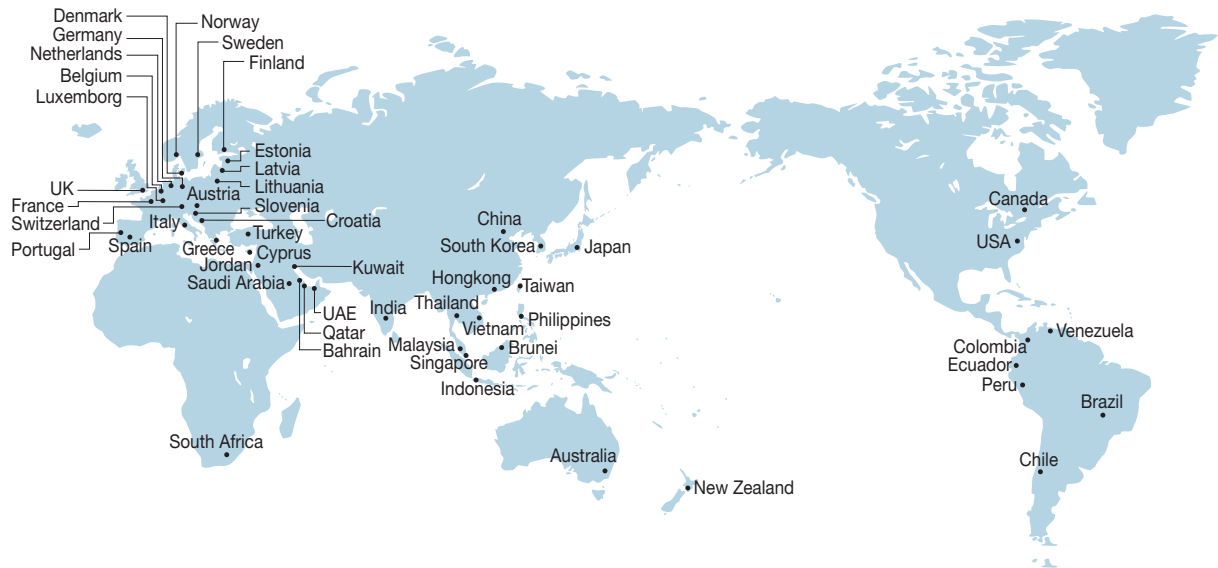 Denmark
Norway
Germany
Sweden
Netherlands
Finland
Belgium
Luxemborg
Estonia
Latvia
Lithuania
UK
Austria
France
Slovenia
Switzerland
Italy
Croatia
Portugal
Spain
Greece
Turkey
Cyprus
Jordan
Kuwait
Saudi Arabia
UAE
Qatar
Bahrain
China
South Korea
Japan
Hongkong
Taiwan
India
Thailand
Vietnam
Philippines
Malaysia
Brunei
Singapore
Indonesia
South Africa
Australia
New Zealand
Canada
USA
Venezuela
Colombia
Ecuador
Peru
Brazil
Chile